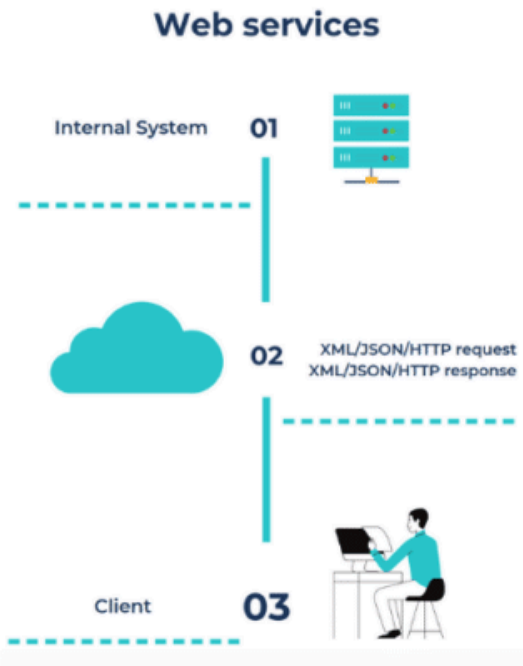 Web services
Internal System
01
02
XML/JSON/HTTP request
XML/JSON/HTTP response
Client
03